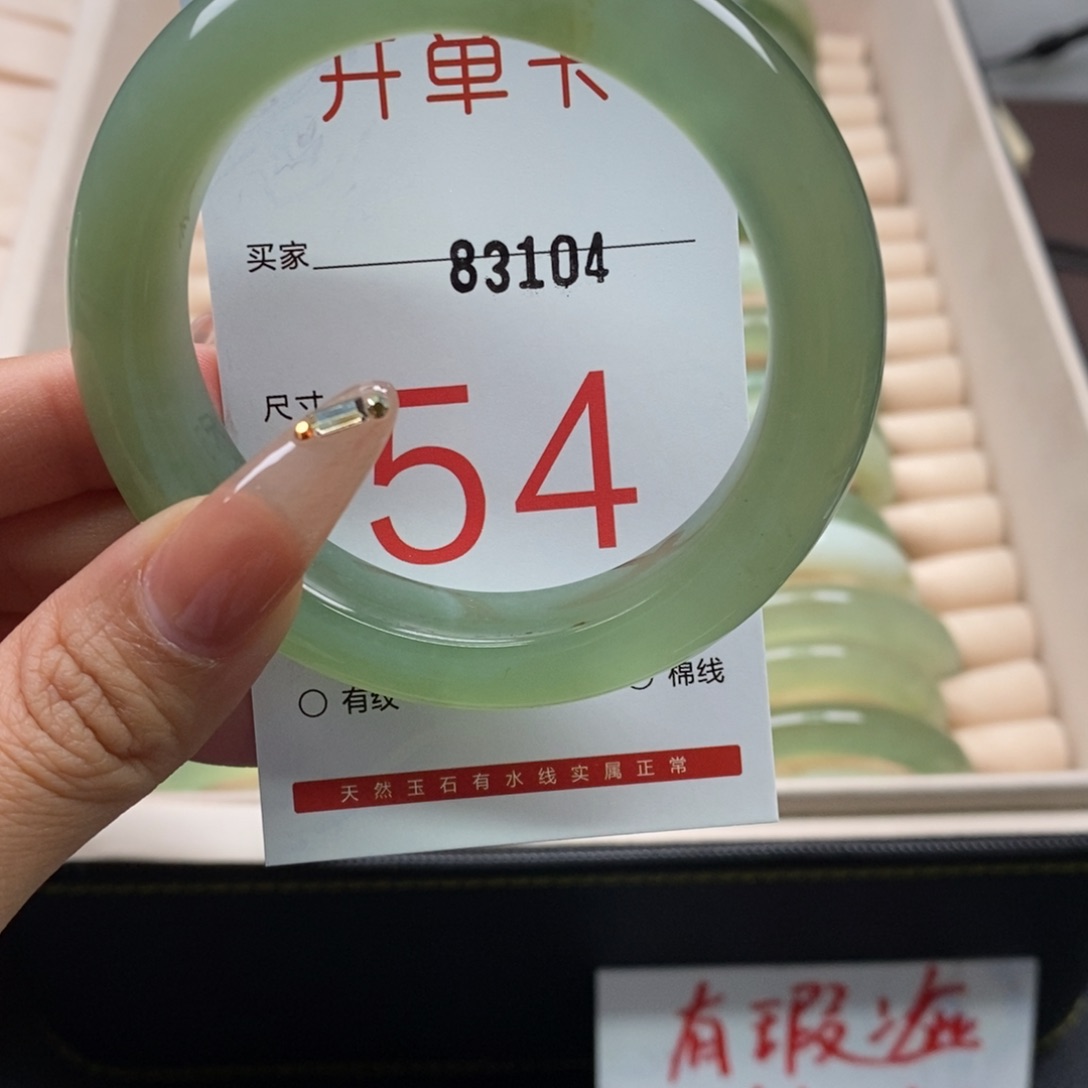 开单卡
买家 83104
尺寸 54
○ 有纹 ○ 棉线
天然玉石有水线实属正常
有瑕疵